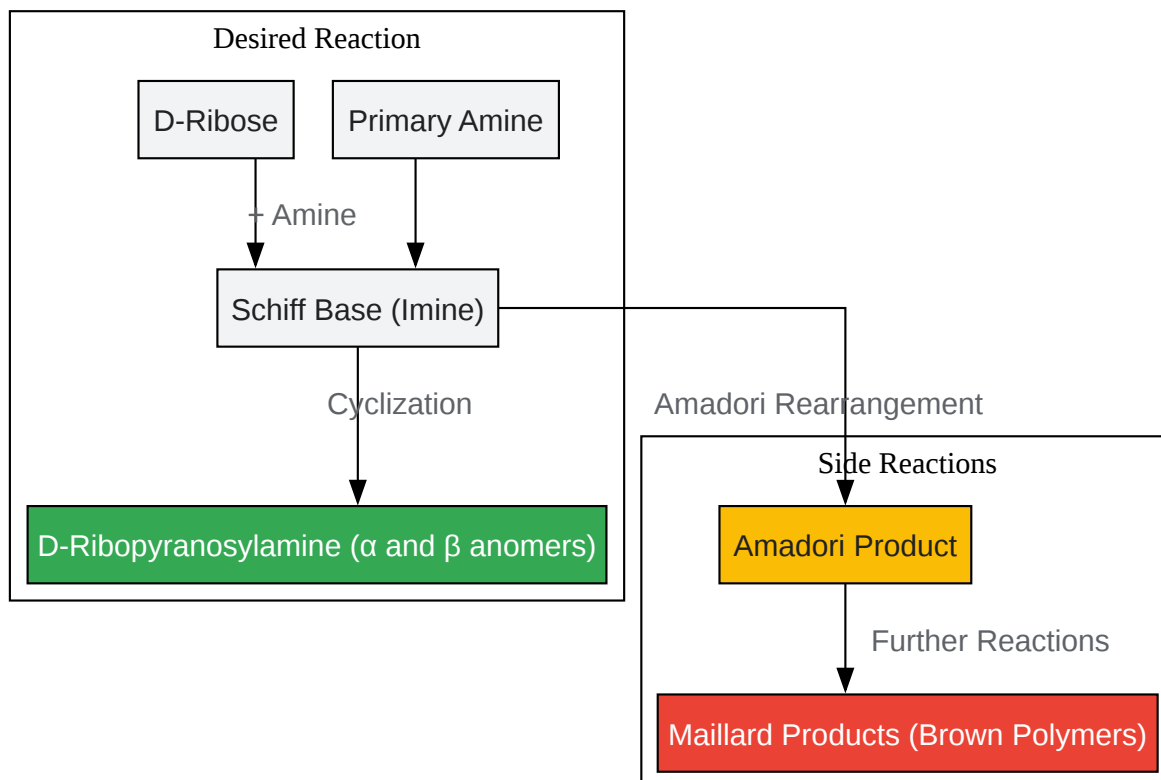 Desired Reaction
D-Ribose
Primary Amine
+ Amine
Schiff Base (Imine)
Cyclization
Amadori Rearrangement
Side Reactions
D-Ribopyranosylamine (α and β anomers)
Amadori Product
Further Reactions
Maillard Products (Brown Polymers)